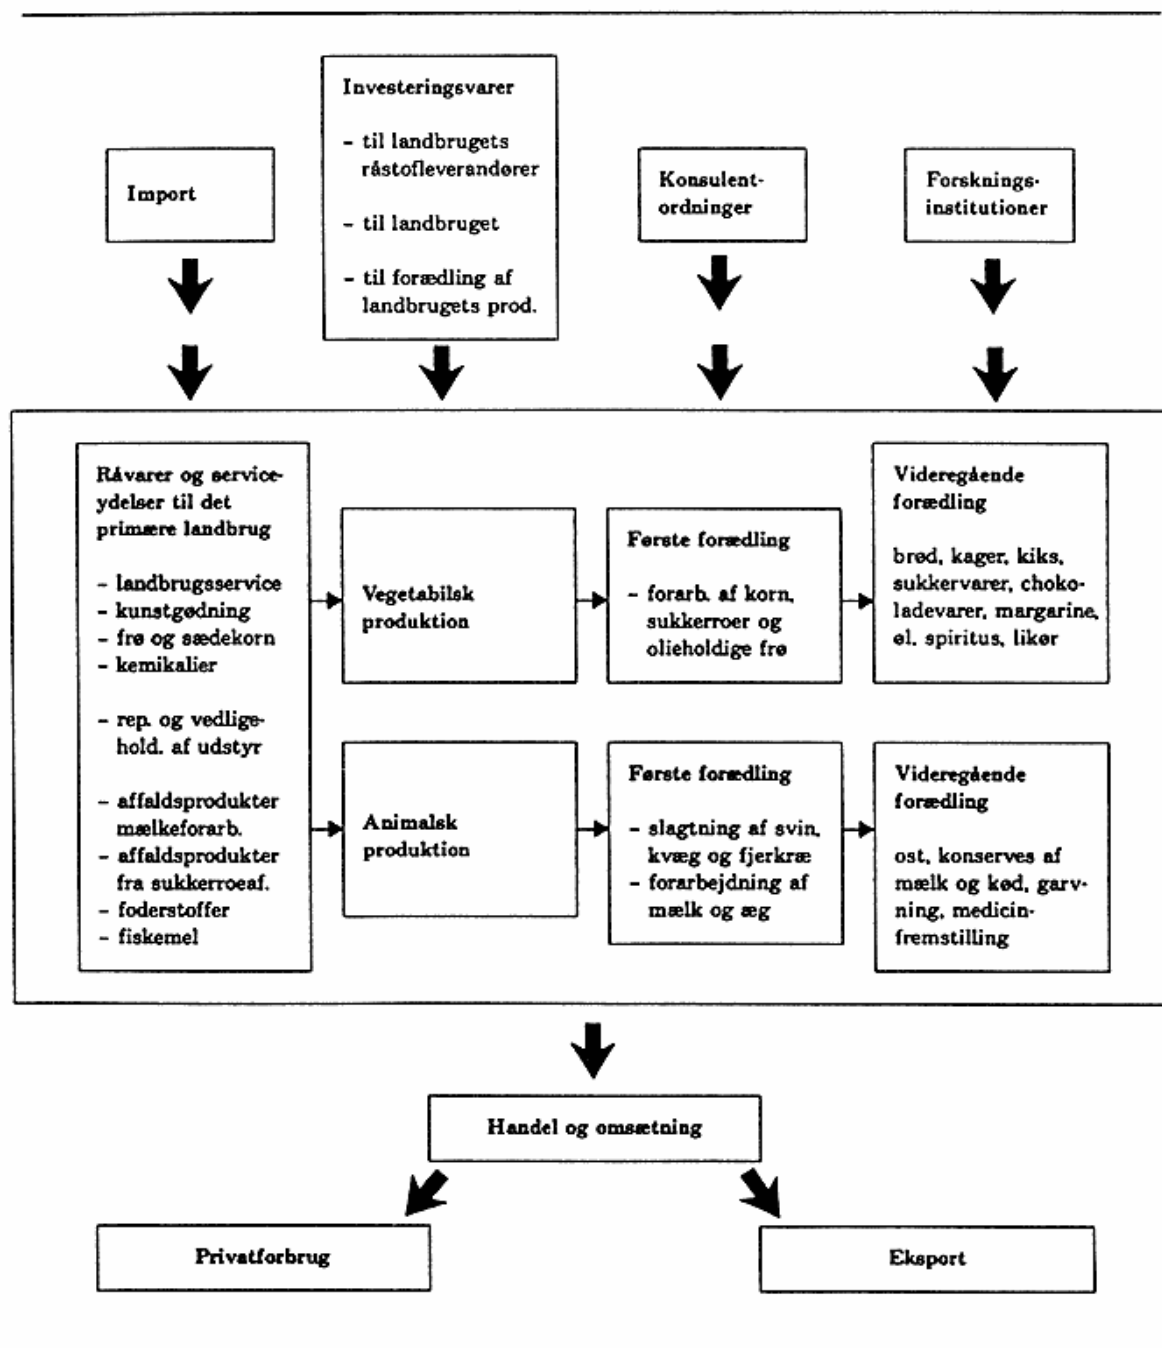 Investeringsvarer
- til landbrugets
råstofleverandører
- til landbruget
- til forædling af
landbrugets prod.
Import
Konsulent-
ordninger
Forsknings-
institutioner
Råvarer og service-
ydelser til det
primære landbrug
- landbrugsservice
- kunstgødning
- frø og sædekorn
- kemikalier
- rep. og vedlige-
hold. af udstyr
- affaldsprodukter
mælkeforarb.
- affaldsprodukter
fra sukkerroeaf.
- foderstoffer
- fiskemel
Vegetabilsk
produktion
Første forædling
- forarb. af korn,
sukkerroer og
olieholdige frø
Videregående
forædling
brød, kager, kiks,
sukkervarer, choko-
ladevarer, margarine,
øl. spiritus, likør
Animalsk
produktion
Første forædling
- slagtning af svin,
kvæg og fjerkræ
- forarbejdning af
mælk og æg
Videregående
forædling
ost, konserves af
mælk og kød, garv-
ning, medicin-
fremstilling
Handel og omsætning
Privatforbrug
Eksport